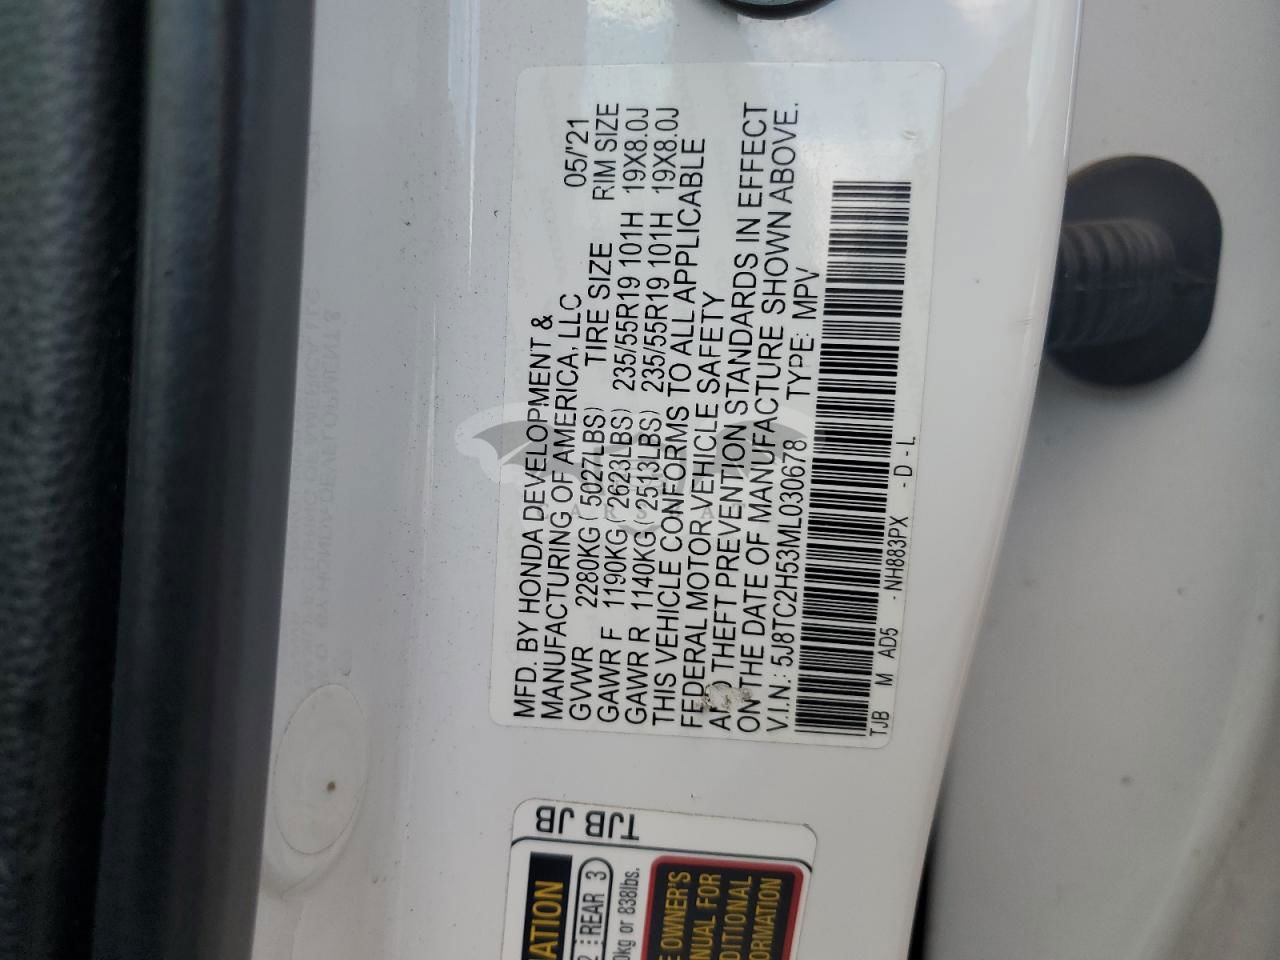 MFD. BY HONDA DEVELOPMENT &
MANUFACTURING OF AMERICA, LLC 05/'21
GVWR 2280KG ( 5027LBS) TIRE SIZE RIM SIZE
GAWR F 1190KG ( 2623LBS) 235/55R19 101H 19X8.0J
GAWR R 1140KG ( 2513LBS) 235/55R19 101H 19X8.0J
THIS VEHICLE CONFORMS TO ALL APPLICABLE
FEDERAL MOTOR VEHICLE SAFETY
AND THEFT PREVENTION STANDARDS IN EFFECT
ON THE DATE OF MANUFACTURE SHOWN ABOVE.
V.I.N.: 5J8TC2H53ML030678 TYPE: MPV
TJB M AD5 - NH883PX - D - L
TJB JB
REAR 3
or 838lbs.
OWNER'S
FOR